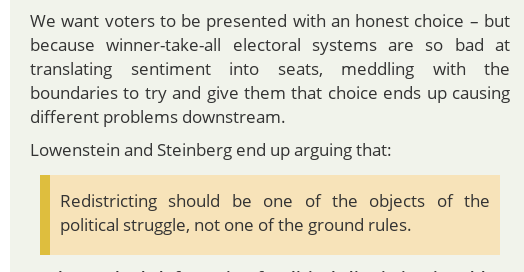 We want voters to be presented with an honest choice – but
because winner-take-all electoral systems are so bad at
translating sentiment into seats, meddling with the
boundaries to try and give them that choice ends up causing
different problems downstream.
Lowenstein and Steinberg end up arguing that:
Redistricting should be one of the objects of the
political struggle, not one of the ground rules.